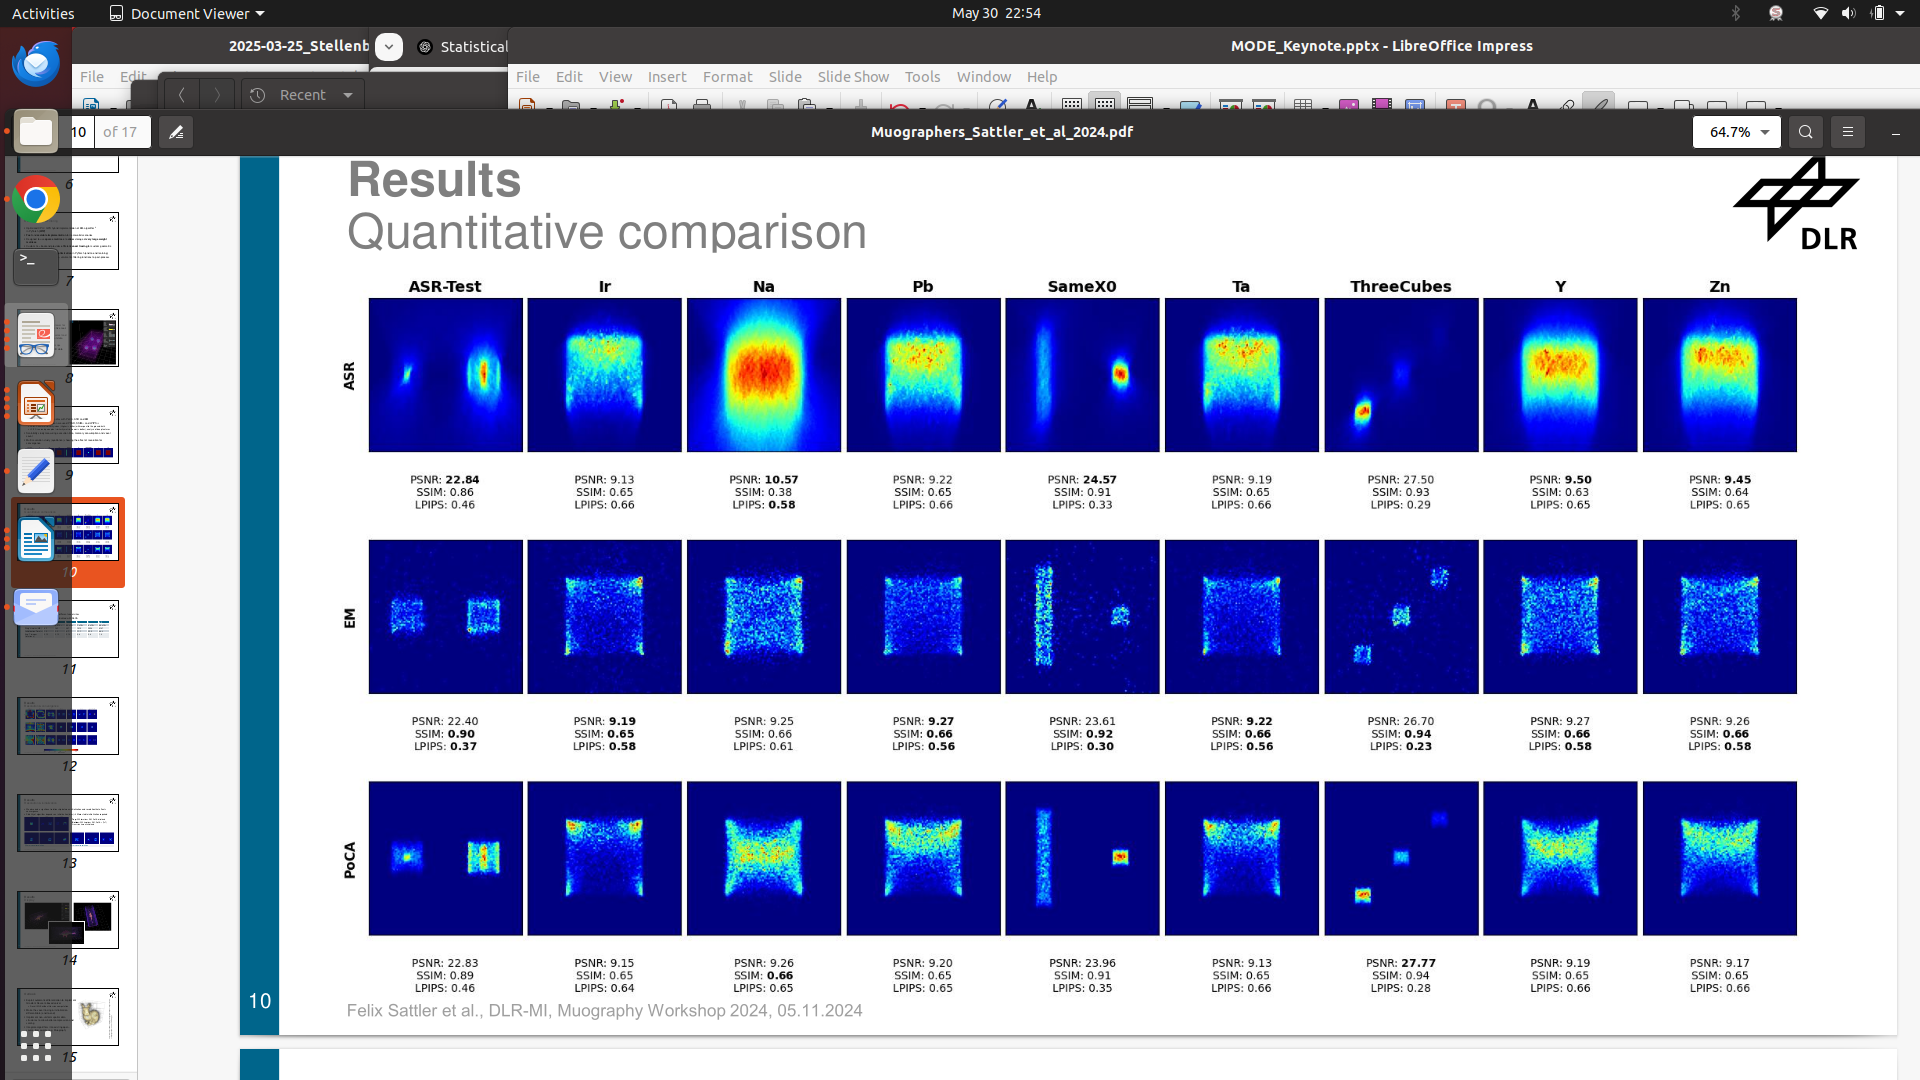 Activities
Document Viewer
May 30 22:54
2025-03-25_Stellenb
Statistical
MODE_Keynote.pptx - LibreOffice Impress
File Edit
Recent
File Edit View Insert Format Slide Slide Show Tools Window Help
10 of 17
Muographers_Sattler_et_al_2024.pdf
64.7%
6
7
8
9
10
11
12
13
14
15
Results
Quantitative comparison
DLR
ASR-Test Ir Na Pb SameX0 Ta ThreeCubes Y Zn
ASR
PSNR: 22.84 PSNR: 9.13 PSNR: 10.57 PSNR: 9.22 PSNR: 24.57 PSNR: 9.19 PSNR: 27.50 PSNR: 9.50 PSNR: 9.45
SSIM: 0.86 SSIM: 0.65 SSIM: 0.38 SSIM: 0.65 SSIM: 0.91 SSIM: 0.65 SSIM: 0.93 SSIM: 0.63 SSIM: 0.64
LPIPS: 0.46 LPIPS: 0.66 LPIPS: 0.58 LPIPS: 0.66 LPIPS: 0.33 LPIPS: 0.66 LPIPS: 0.29 LPIPS: 0.65 LPIPS: 0.65
EM
PSNR: 22.40 PSNR: 9.19 PSNR: 9.25 PSNR: 9.27 PSNR: 23.61 PSNR: 9.22 PSNR: 26.70 PSNR: 9.27 PSNR: 9.26
SSIM: 0.90 SSIM: 0.65 SSIM: 0.66 SSIM: 0.66 SSIM: 0.92 SSIM: 0.66 SSIM: 0.94 SSIM: 0.66 SSIM: 0.66
LPIPS: 0.37 LPIPS: 0.58 LPIPS: 0.61 LPIPS: 0.56 LPIPS: 0.30 LPIPS: 0.56 LPIPS: 0.23 LPIPS: 0.58 LPIPS: 0.58
PoCA
PSNR: 22.83 PSNR: 9.15 PSNR: 9.26 PSNR: 9.20 PSNR: 23.96 PSNR: 9.13 PSNR: 27.77 PSNR: 9.19 PSNR: 9.17
SSIM: 0.89 SSIM: 0.65 SSIM: 0.66 SSIM: 0.65 SSIM: 0.91 SSIM: 0.65 SSIM: 0.94 SSIM: 0.65 SSIM: 0.65
LPIPS: 0.46 LPIPS: 0.64 LPIPS: 0.65 LPIPS: 0.65 LPIPS: 0.35 LPIPS: 0.66 LPIPS: 0.28 LPIPS: 0.66 LPIPS: 0.66
10
Felix Sattler et al., DLR-MI, Muography Workshop 2024, 05.11.2024